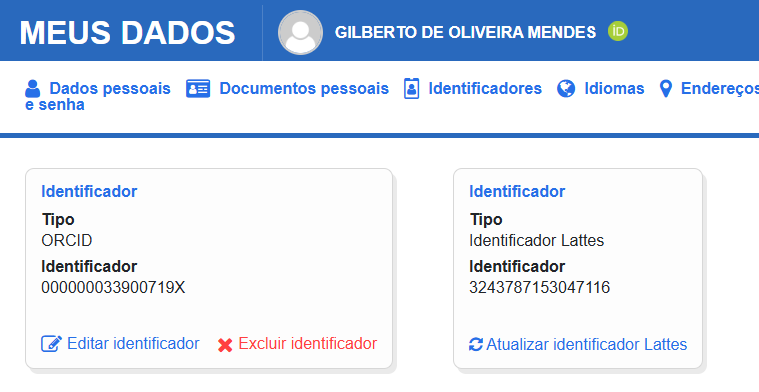 MEUS DADOS
GILBERTO DE OLIVEIRA MENDES iD
Dados pessoais e senha
Documentos pessoais
Identificadores
Idiomas
Endereços
Identificador
Tipo
ORCID
Identificador
000000033900719X
Editar identificador
Excluir identificador
Identificador
Tipo
Identificador Lattes
Identificador
3243787153047116
Atualizar identificador Lattes